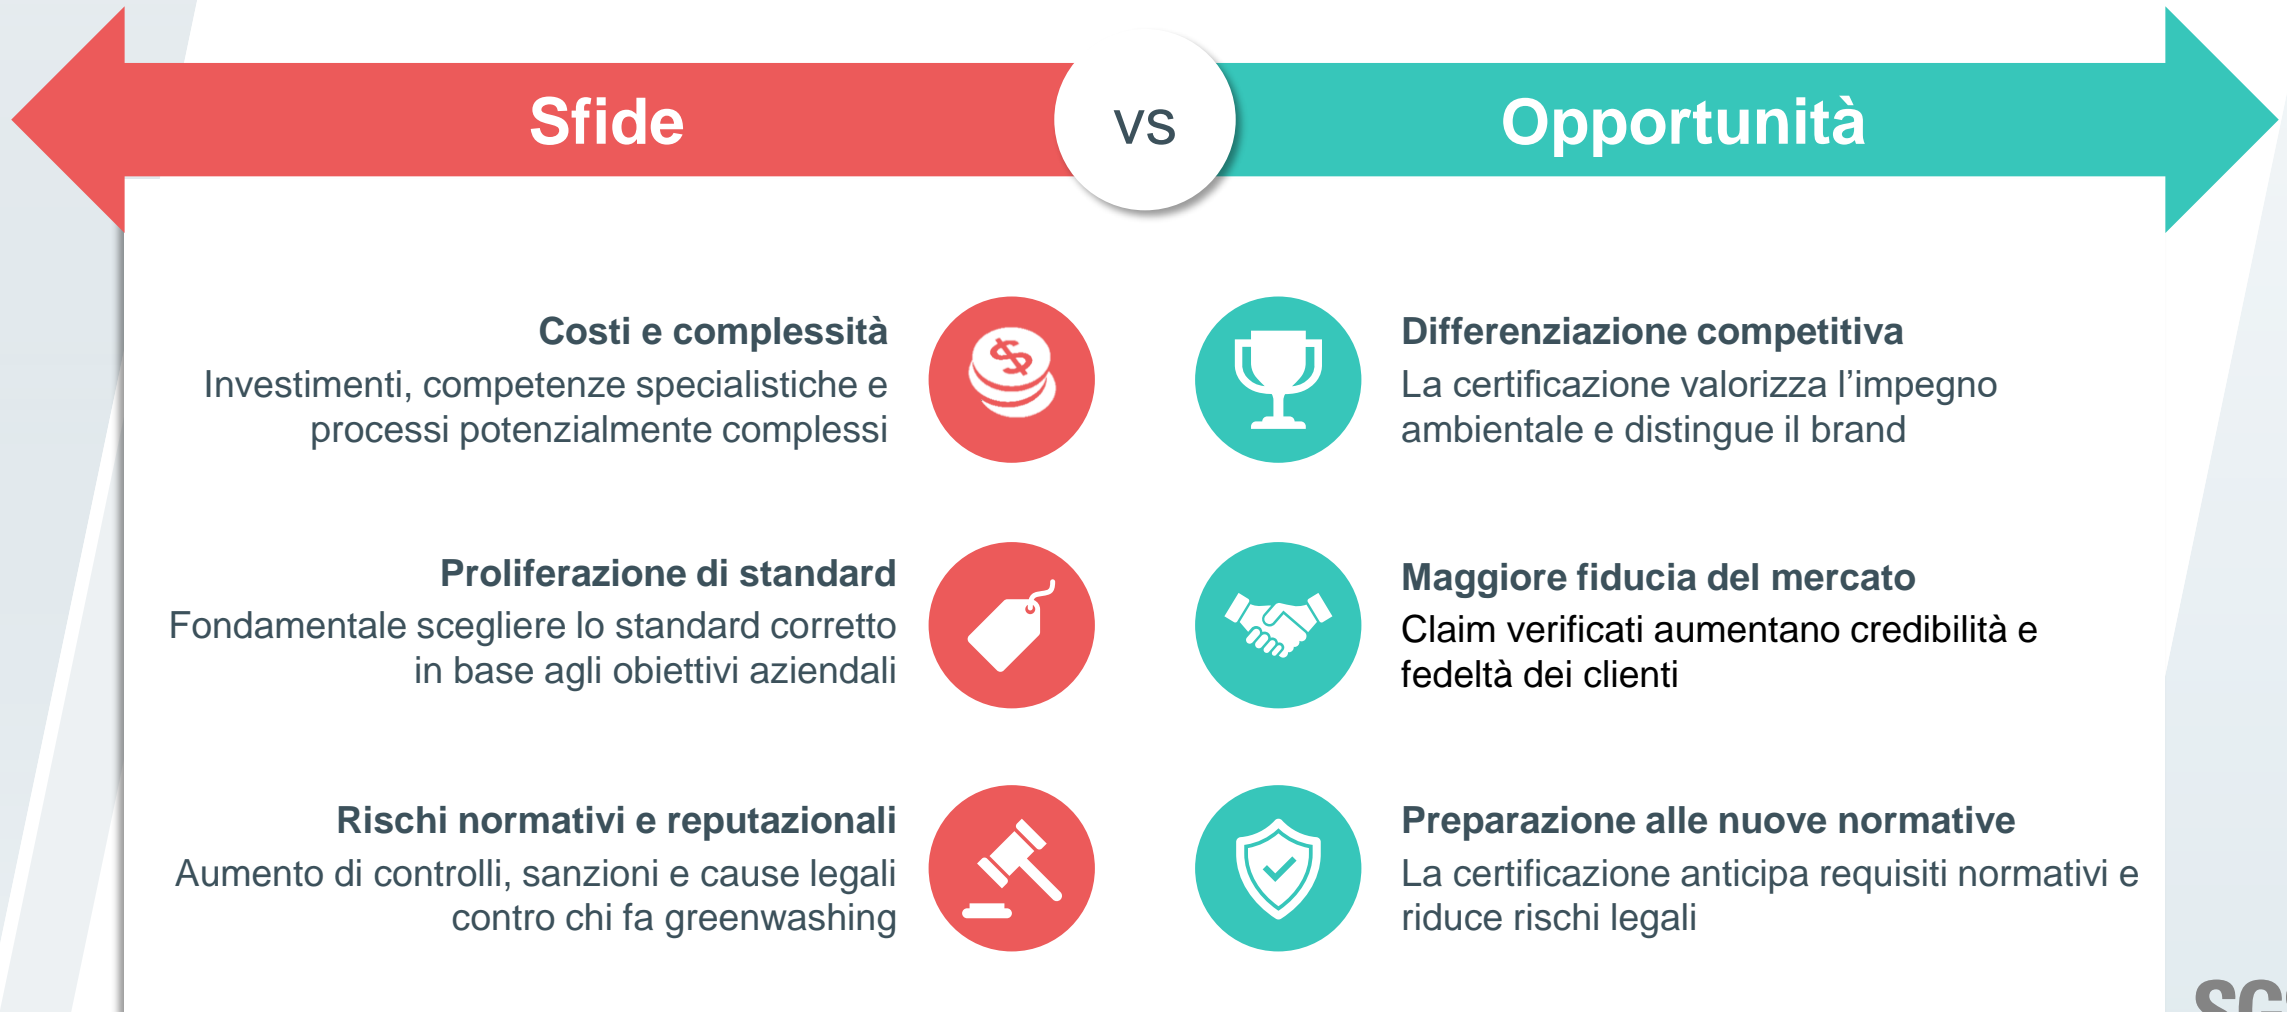 Sfide
vs
Opportunità
Costi e complessità
Investimenti, competenze specialistiche e
processi potenzialmente complessi
Proliferazione di standard
Fondamentale scegliere lo standard corretto
in base agli obiettivi aziendali
Rischi normativi e reputazionali
Aumento di controlli, sanzioni e cause legali
contro chi fa greenwashing
Differenziazione competitiva
La certificazione valorizza l’impegno
ambientale e distingue il brand
Maggiore fiducia del mercato
Claim verificati aumentano credibilità e
fedeltà dei clienti
Preparazione alle nuove normative
La certificazione anticipa requisiti normativi e
riduce rischi legali